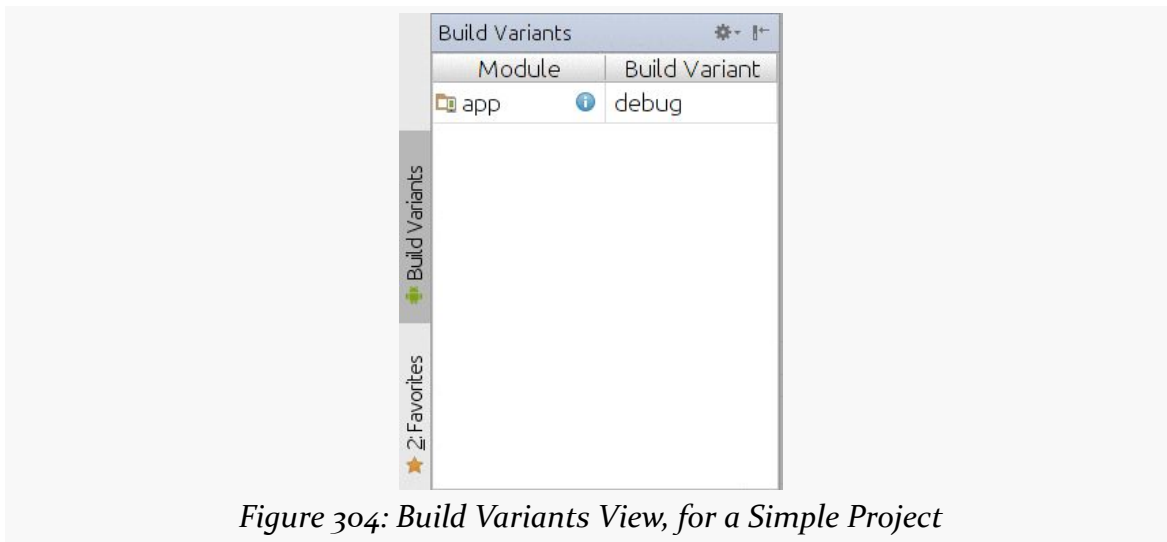 Build Variants
Module Build Variant
app debug
Build Variants
2: Favorites
Figure 304: Build Variants View, for a Simple Project